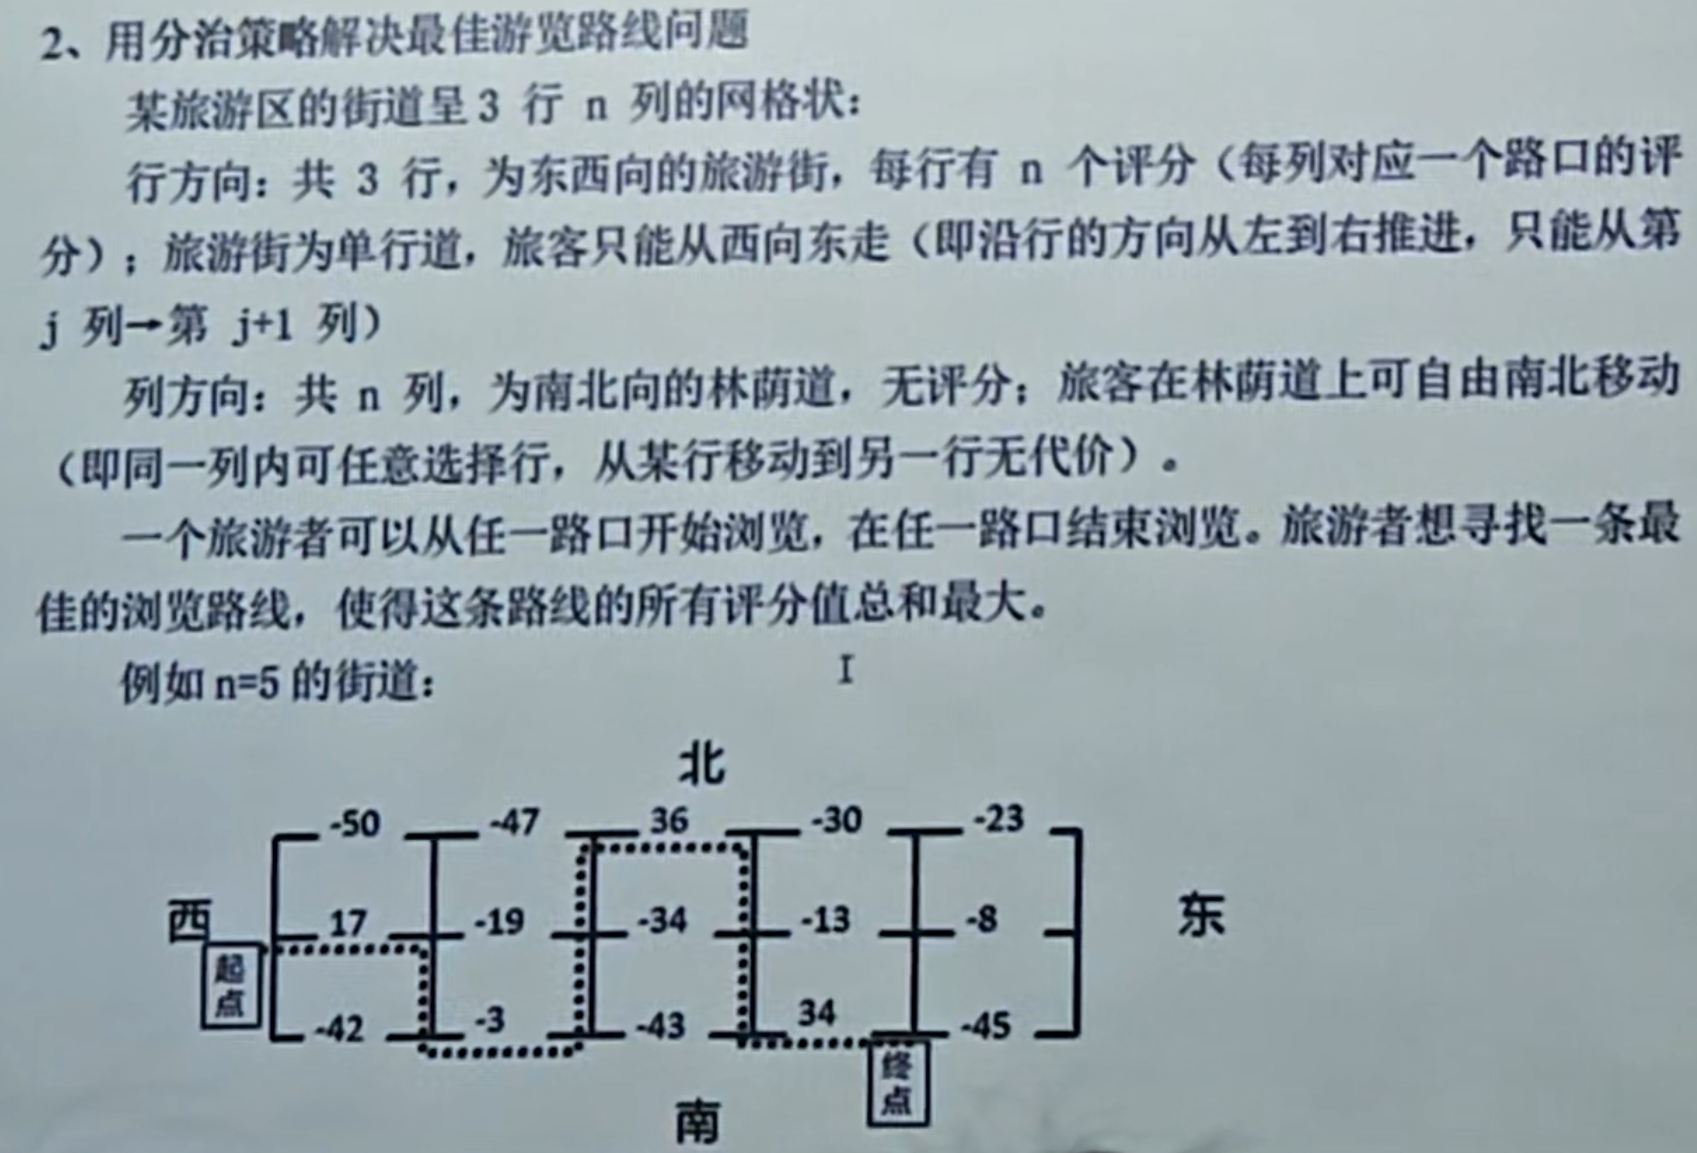 2、用分治策略解决最佳游览路线问题
某旅游区的街道呈3 行 n 列的网格状：
行方向：共 3 行，为东西向的旅游街，每行有 n 个评分（每列对应一个路口的评
分）；旅游街为单行道，旅客只能从西向东走（即沿行的方向从左到右推进，只能从第
j 列→第 j+1 列）
列方向：共 n 列，为南北向的林荫道，无评分；旅客在林荫道上可自由南北移动
（即同一列内可任意选择行，从某行移动到另一行无代价）。
一个旅游者可以从任一路口开始浏览，在任一路口结束浏览。旅游者想寻找一条最
佳的浏览路线，使得这条路线的所有评分值总和最大。
例如n=5的街道：
北
-50 -47 36 -30 -23
西 17 -19 -34 -13 -8 东
起点
-42 -3 -43 34 -45
终点
南